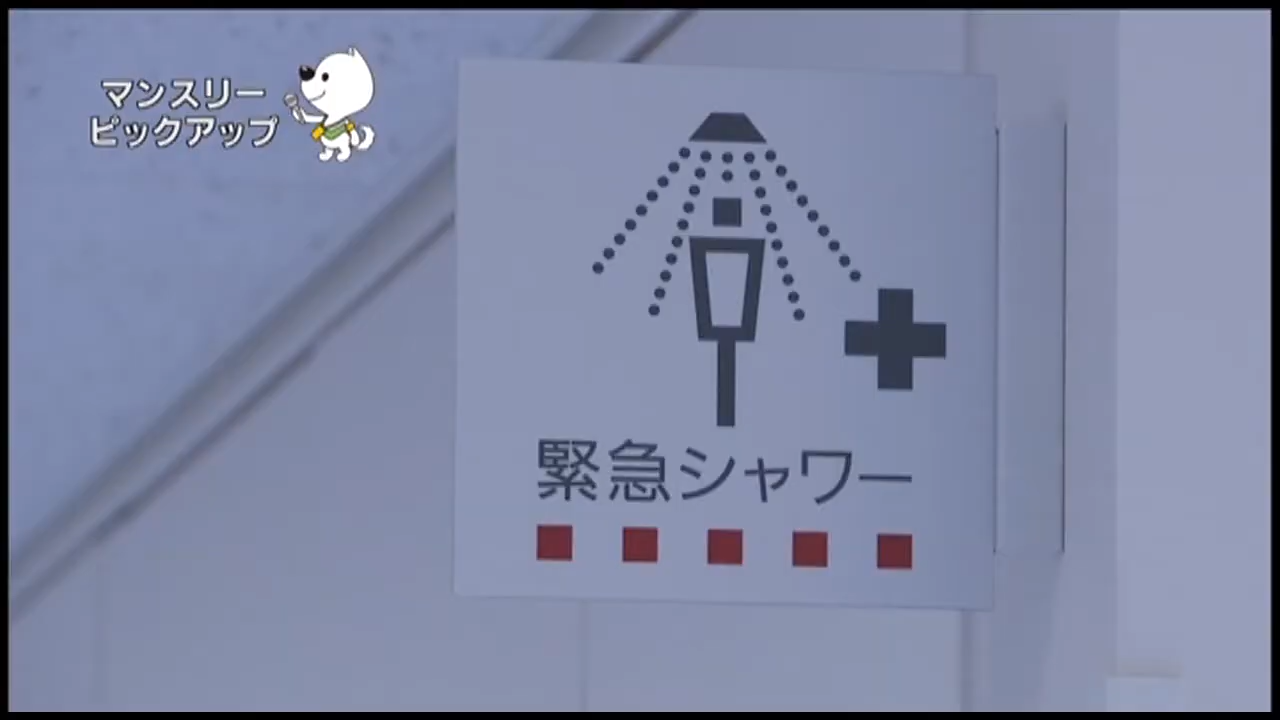 マンスリー
ピックアップ
緊急シャワー